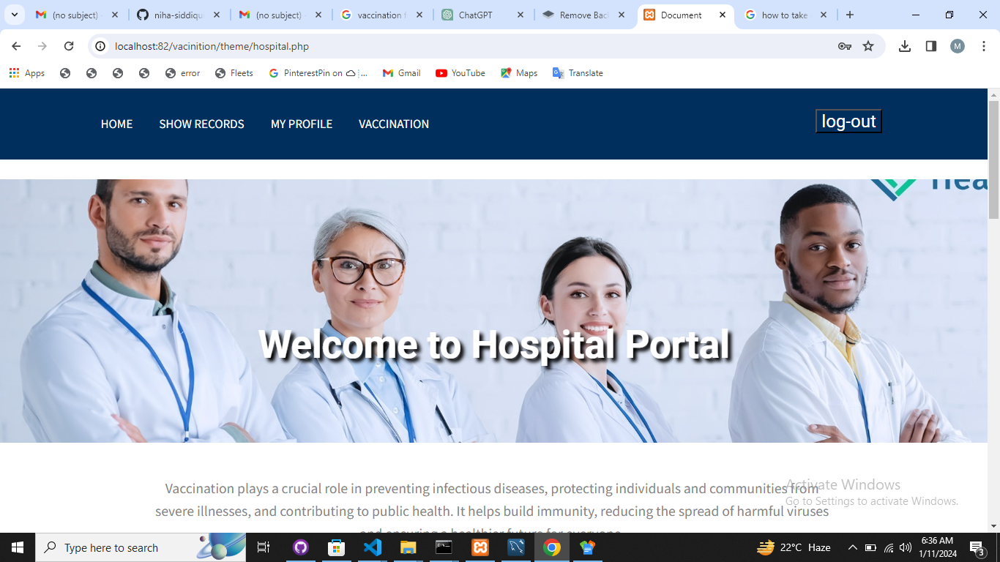 (no subject)
niha-siddiqu
(no subject)
vaccination f
ChatGPT
Remove Bac
Document
how to take
localhost:82/vacinition/theme/hospital.php
M
Apps
error
Fleets
PinterestPin on
Gmail
YouTube
Maps
Translate
HOME
SHOW RECORDS
MY PROFILE
VACCINATION
log-out
Hea
Welcome to Hospital Portal
Vaccination plays a crucial role in preventing infectious diseases, protecting individuals and communities from
severe illnesses, and contributing to public health. It helps build immunity, reducing the spread of harmful viruses
and ensuring a healthier future for everyone.
Activate Windows
Go to Settings to activate Windows.
Type here to search
22°C Haze
6:36 AM
1/11/2024
3